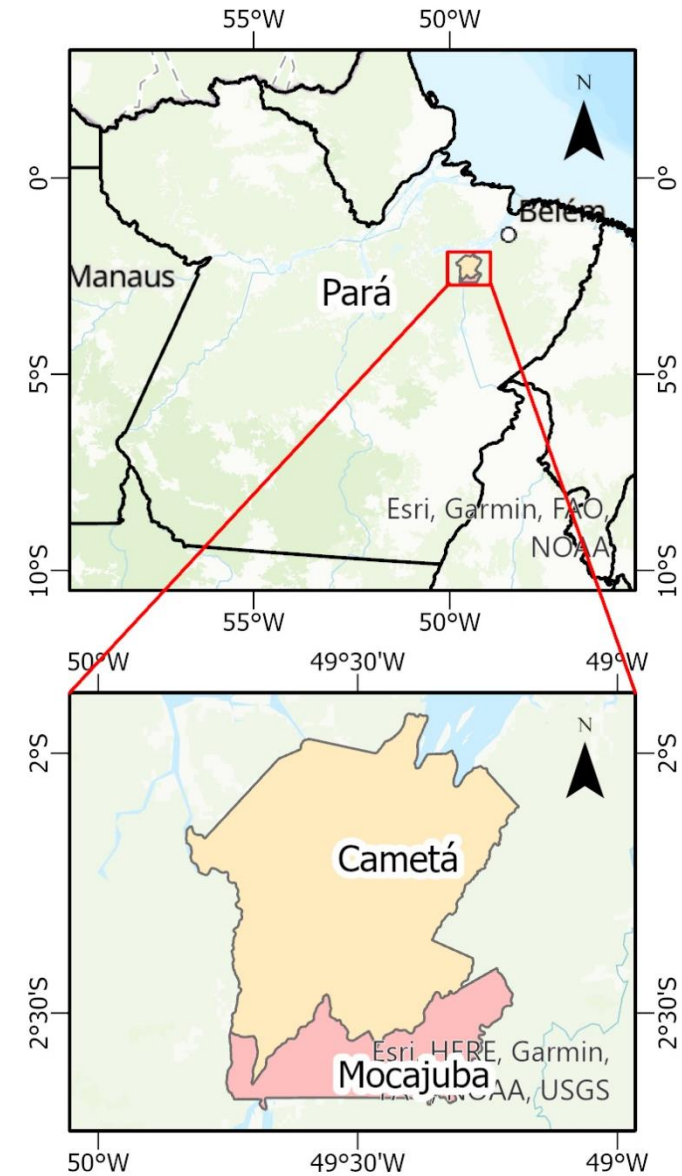 55°W 50°W
N
0° 0°
Belém
Manaus
Pará
5°S 5°S
Esri, Garmin, FAO,
NOAA
10°S 10°S
55°W 50°W
50°W 49°30'W 49°W
N
2°S 2°S
Cametá
2°30'S 2°30'S
Esri, HERE, Garmin,
Mocajuba
FAO, NOAA, USGS
50°W 49°30'W 49°W